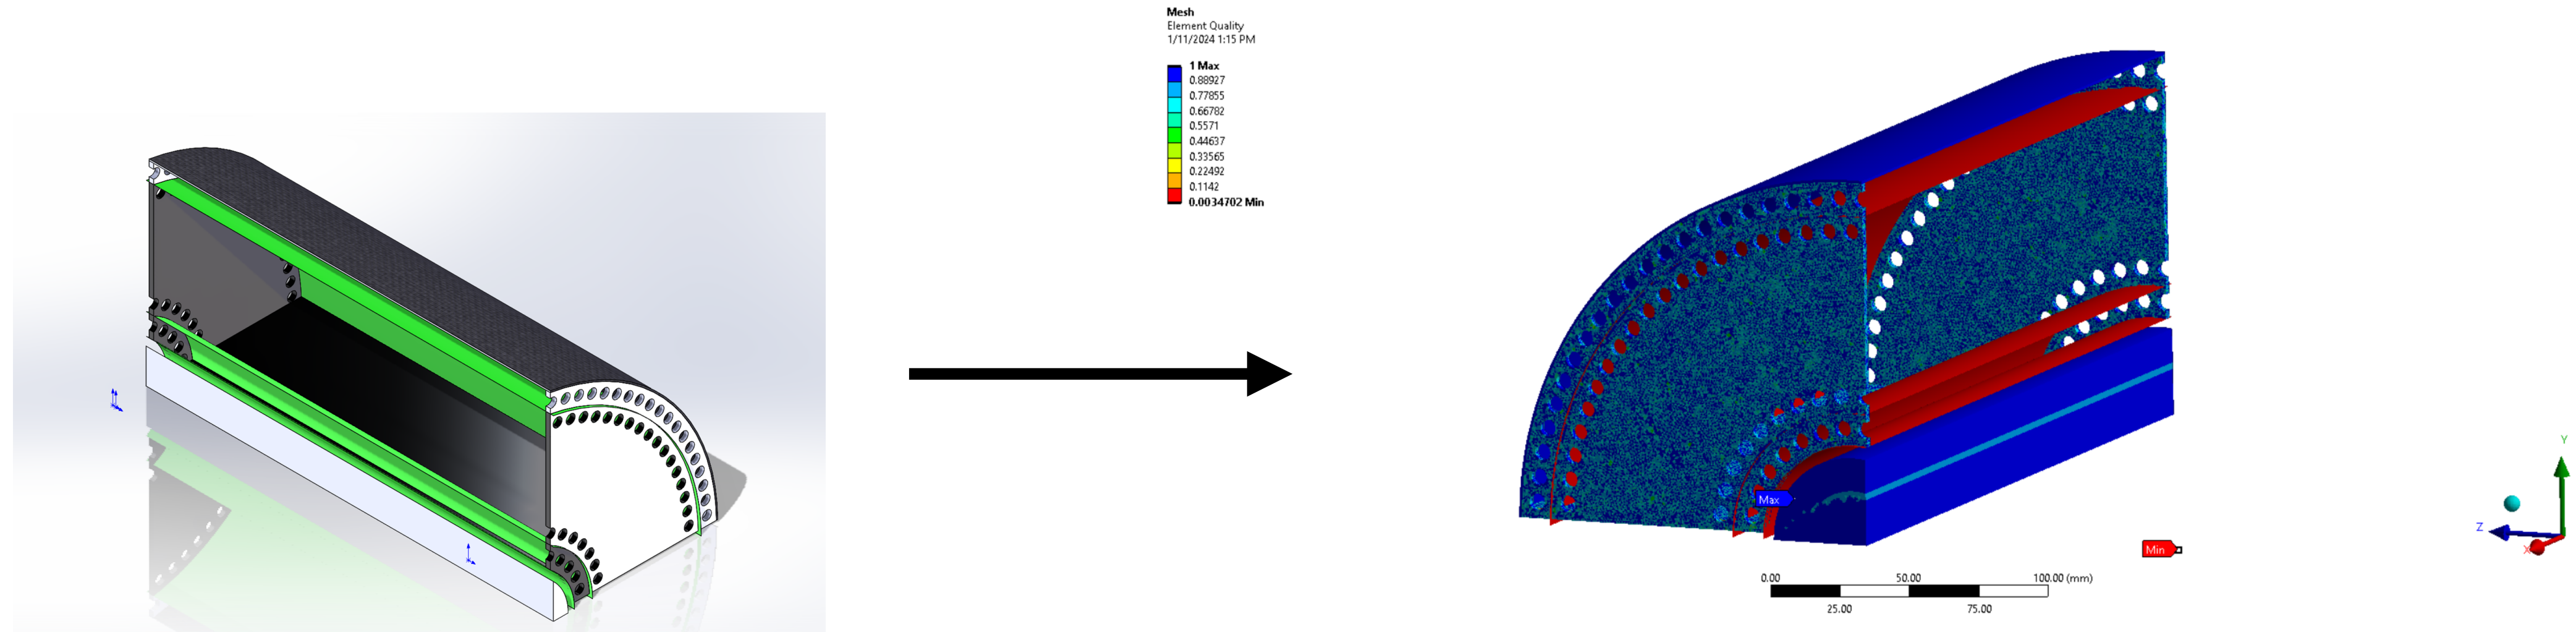 Mesh
Element Quality
1/11/2024 1:15 PM
1 Max
0.88927
0.77855
0.66782
0.5571
0.44637
0.33565
0.22492
0.1142
0.0034702 Min
Max
Min
Y
Z
X
0.00 50.00 100.00 (mm)
25.00 75.00